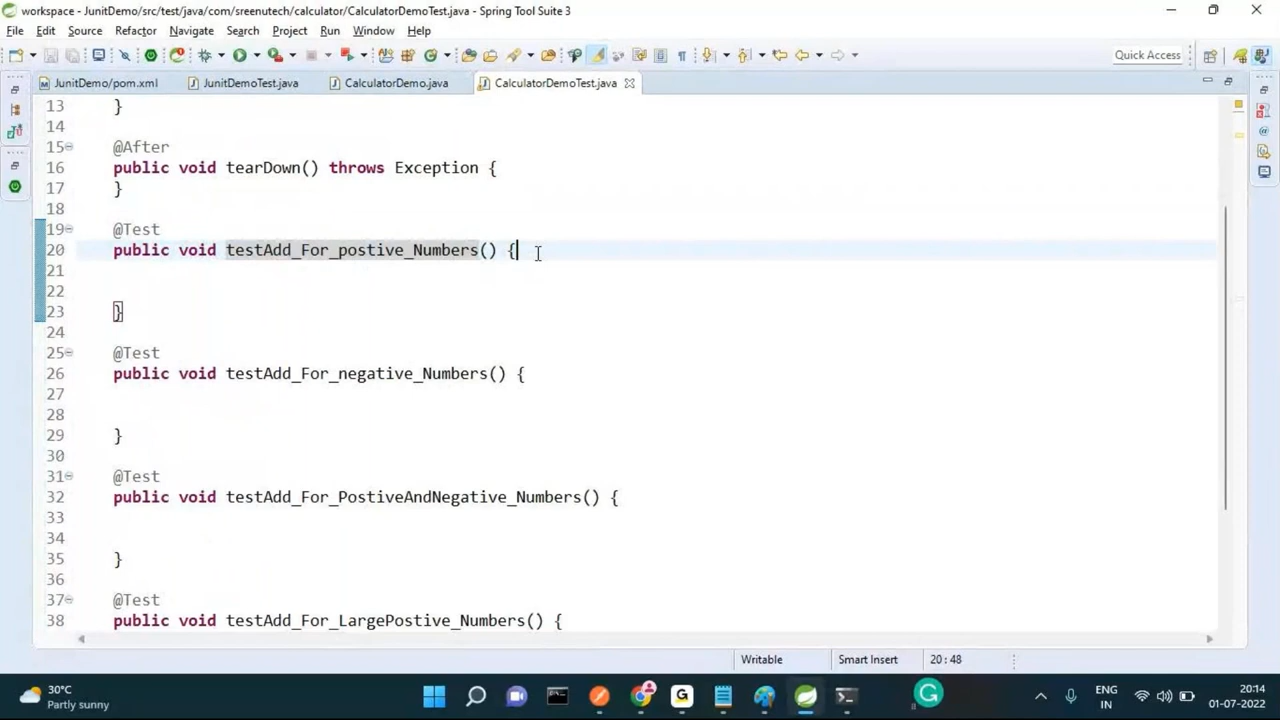 workspace - JunitDemo/src/test/java/com/sreenutech/calculator/CalculatorDemoTest.java - Spring Tool Suite 3
File Edit Source Refactor Navigate Search Project Run Window Help
Quick Access
JunitDemo/pom.xml JunitDemoTest.java CalculatorDemo.java CalculatorDemoTest.java
13 }
14
15 @After
16 public void tearDown() throws Exception {
17 }
18
19 @Test
20 public void testAdd_For_postive_Numbers() {
21
22
23 }
24
25 @Test
26 public void testAdd_For_negative_Numbers() {
27
28
29 }
30
31 @Test
32 public void testAdd_For_PostiveAndNegative_Numbers() {
33
34
35 }
36
37 @Test
38 public void testAdd_For_LargePostive_Numbers() {
Writable Smart Insert 20 : 48
30°C
Partly sunny
ENG
IN
20:14
01-07-2022